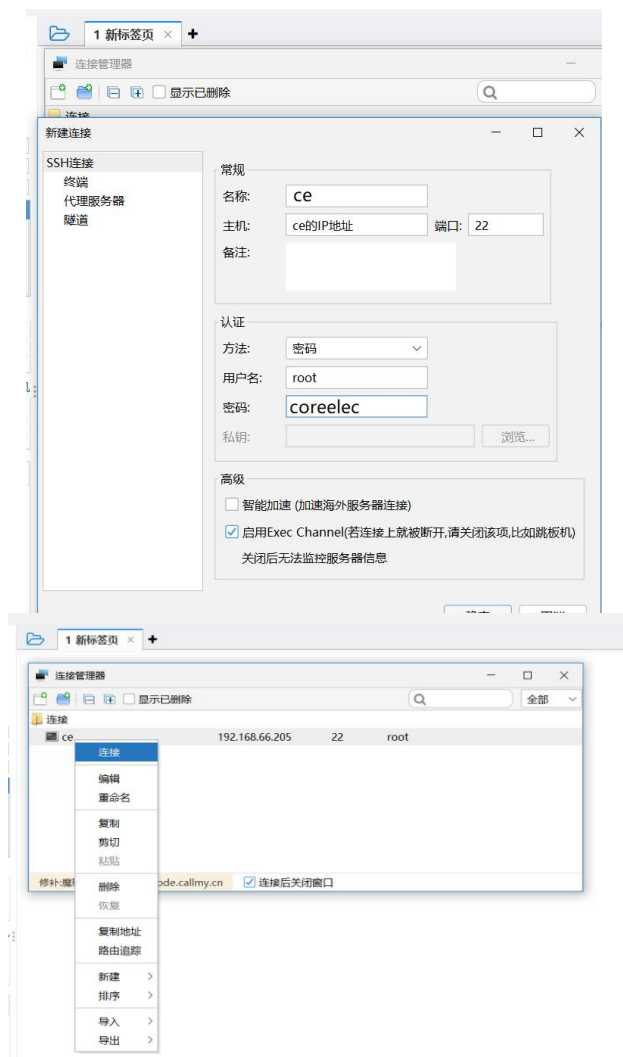 1 新标签页 × +
连接管理器
显示已删除
连接
新建连接
SSH连接
终端
代理服务器
隧道
常规
名称: ce
主机: ce的IP地址 端口: 22
备注:
认证
方法: 密码
用户名: root
密码: coreelec
私钥: 浏览...
高级
智能加速 (加速海外服务器连接)
启用Exec Channel(若连接上就被断开,请关闭该项,比如跳板机)
关闭后无法监控服务器信息
1 新标签页 × +
连接管理器
显示已删除 全部
连接
ce 192.168.66.205 22 root
连接
编辑
重命名
复制
剪切
粘贴
删除
修补:魔 ode.callmy.cn 连接后关闭窗口
恢复
复制地址
路由追踪
新建 >
排序 >
导入 >
导出 >